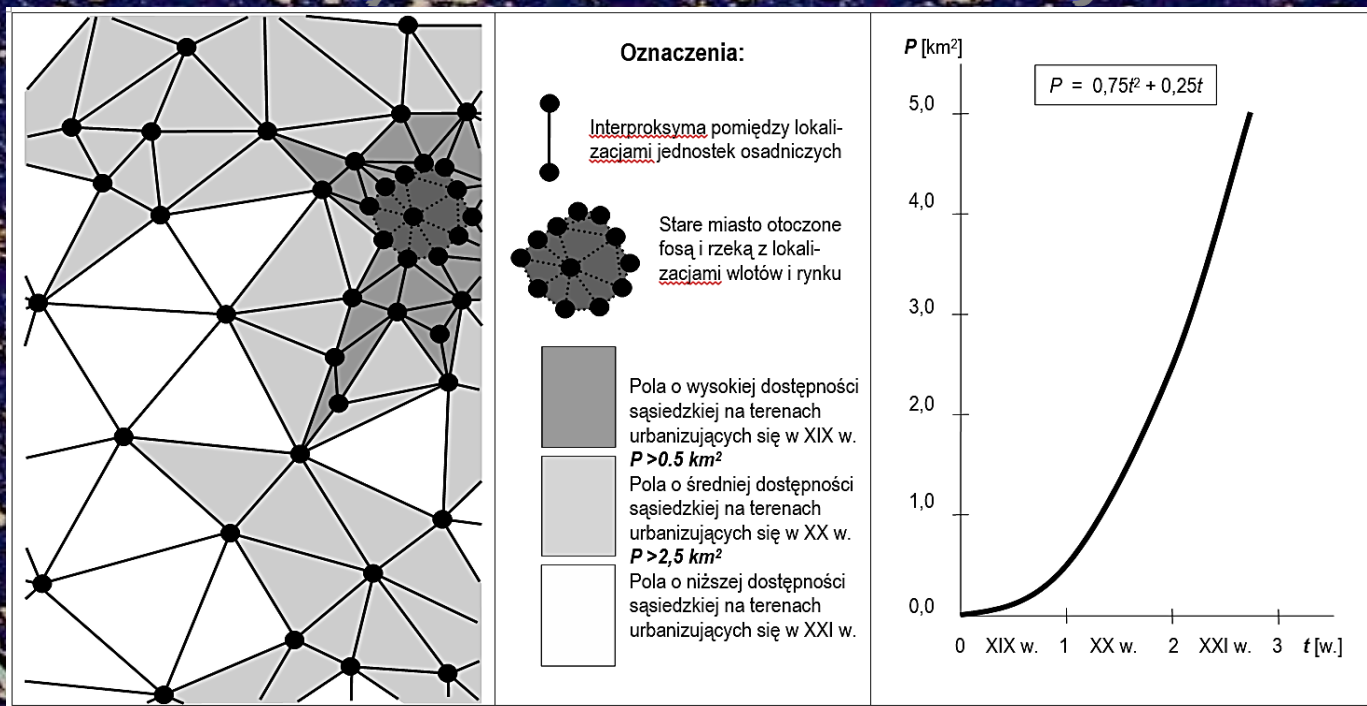 Oznaczenia:
Interproksyma pomiędzy lokali-
zacjami jednostek osadniczych
Stare miasto otoczone
fosą i rzeką z lokali-
zacjami wlotów i rynku
Pola o wysokiej dostępności
sąsiedzkiej na terenach
urbanizujących się w XIX w.
P >0.5 km²
Pola o średniej dostępności
sąsiedzkiej na terenach
urbanizujących się w XX w.
P >2,5 km²
Pola o niższej dostępności
sąsiedzkiej na terenach
urbanizujących się w XXI w.
P [km²]
P = 0,75t² + 0,25t
5,0
4,0
3,0
2,0
1,0
0,0
0 XIX w. 1 XX w. 2 XXI w. 3 t [w.]